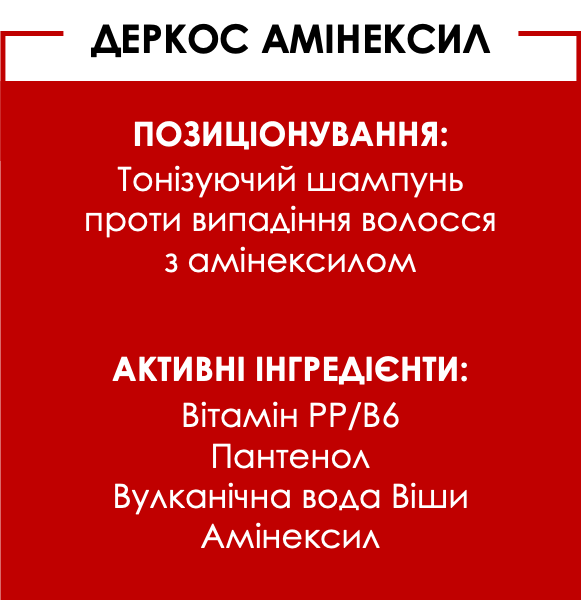 ДЕРКОС АМІНЕКСИЛ
ПОЗИЦІОНУВАННЯ:
Тонізуючий шампунь
проти випадіння волосся
з амінексилом
АКТИВНІ ІНГРЕДІЄНТИ:
Вітамін PP/B6
Пантенол
Вулканічна вода Віши
Амінексил